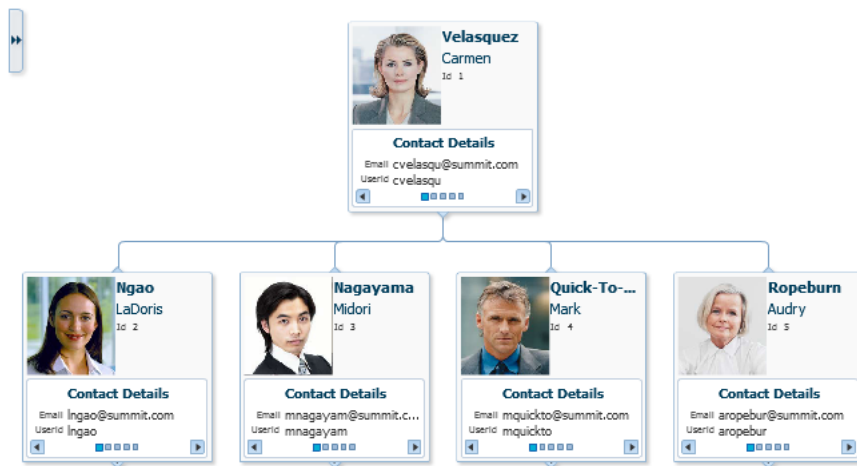 Velasquez
Carmen
Id 1
Contact Details
Email cvelasqu@summit.com
UserId cvelasqu
Ngao
LaDoris
Id 2
Contact Details
Email lngao@summit.com
UserId lngao
Nagayama
Midori
Id 3
Contact Details
Email mnagayam@summit.c...
UserId mnagayam
Quick-To-...
Mark
Id 4
Contact Details
Email mquickto@summit.com
UserId mquickto
Ropeburn
Audry
Id 5
Contact Details
Email aropebur@summit.com
UserId aropebur